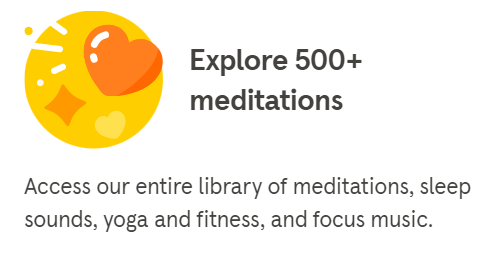 Explore 500+
meditations
Access our entire library of meditations, sleep
sounds, yoga and fitness, and focus music.